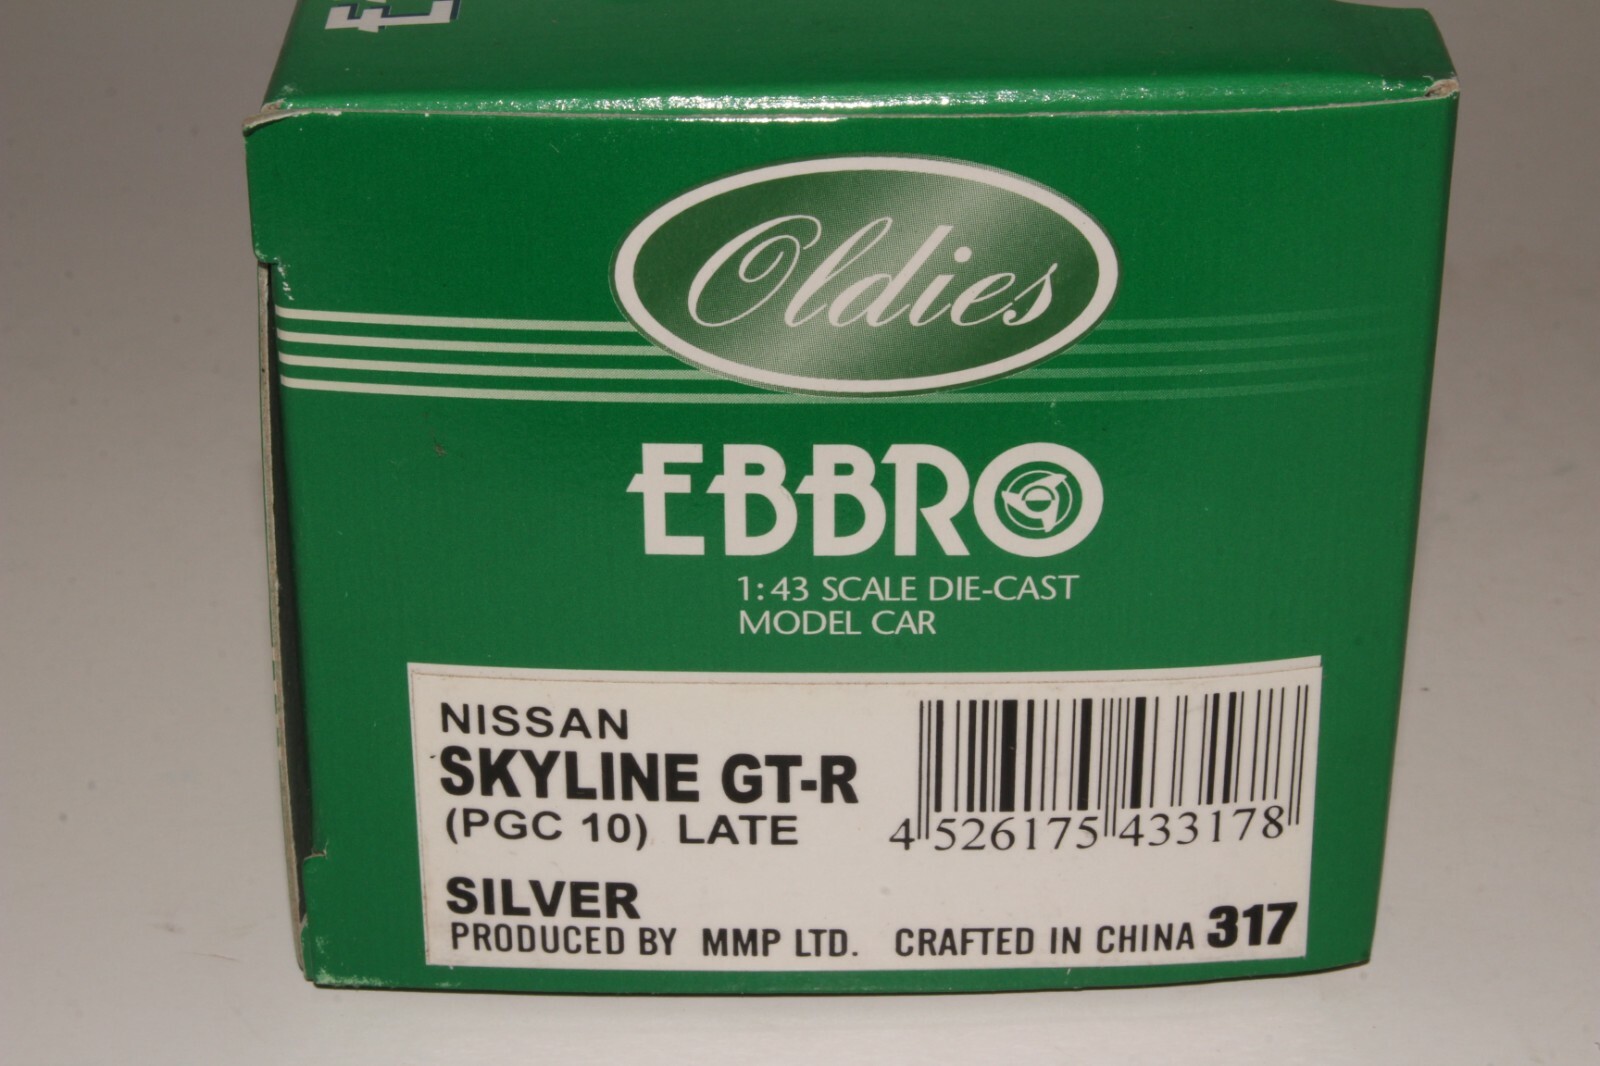 Oldies
EBBRO
1:43 SCALE DIE-CAST
MODEL CAR
NISSAN
SKYLINE GT-R
(PGC 10) LATE
4 526175 433178
SILVER
PRODUCED BY MMP LTD. CRAFTED IN CHINA 317